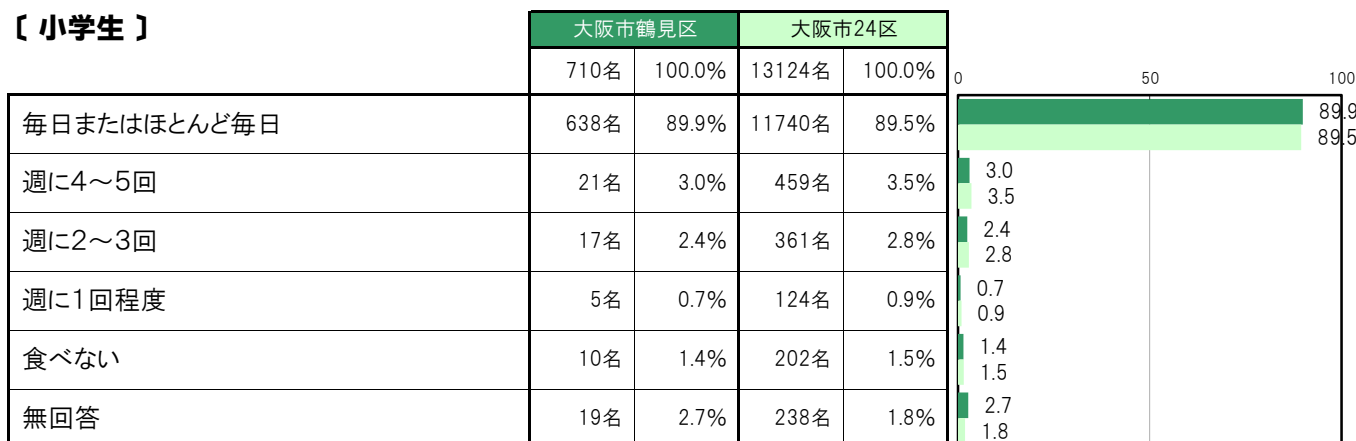 〔 小学生 〕
大阪市鶴見区 大阪市24区
710名 100.0% 13124名 100.0%
0 50 100
毎日またはほとんど毎日 638名 89.9% 11740名 89.5%
89.9
89.5
週に4～5回 21名 3.0% 459名 3.5%
3.0
3.5
週に2～3回 17名 2.4% 361名 2.8%
2.4
2.8
週に1回程度 5名 0.7% 124名 0.9%
0.7
0.9
食べない 10名 1.4% 202名 1.5%
1.4
1.5
無回答 19名 2.7% 238名 1.8%
2.7
1.8